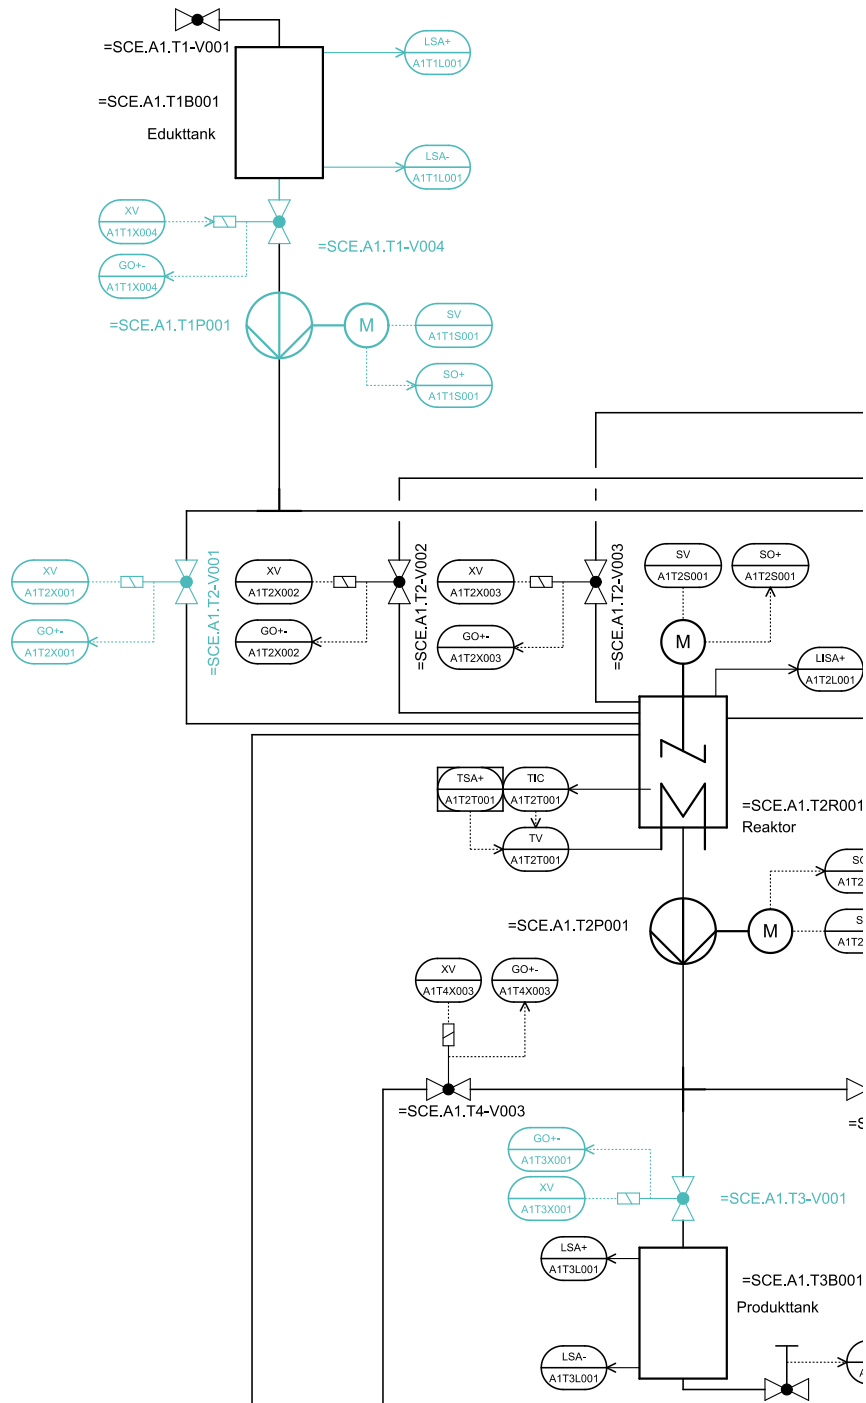 =SCE.A1.T1-V001
LSA+
A1T1L001
=SCE.A1.T1B001
Edukttank
LSA-
A1T1L001
XV
A1T1X004
=SCE.A1.T1-V004
GO+-
A1T1X004
=SCE.A1.T1P001
M
SV
A1T1S001
SO+
A1T1S001
XV
A1T2X001
GO+-
A1T2X001
=SCE.A1.T2-V001
XV
A1T2X002
GO+-
A1T2X002
=SCE.A1.T2-V002
XV
A1T2X003
GO+-
A1T2X003
=SCE.A1.T2-V003
SV
A1T2S001
SO+
A1T2S001
M
LISA+
A1T2L001
TSA+
A1T2T001
TIC
A1T2T001
TV
A1T2T001
=SCE.A1.T2R001
Reaktor
=SCE.A1.T2P001
M
A1T2
A1T2
XV
A1T4X003
GO+-
A1T4X003
=SCE.A1.T4-V003
GO+-
A1T3X001
XV
A1T3X001
=SCE.A1.T3-V001
LSA+
A1T3L001
=SCE.A1.T3B001
Produkttank
LSA-
A1T3L001